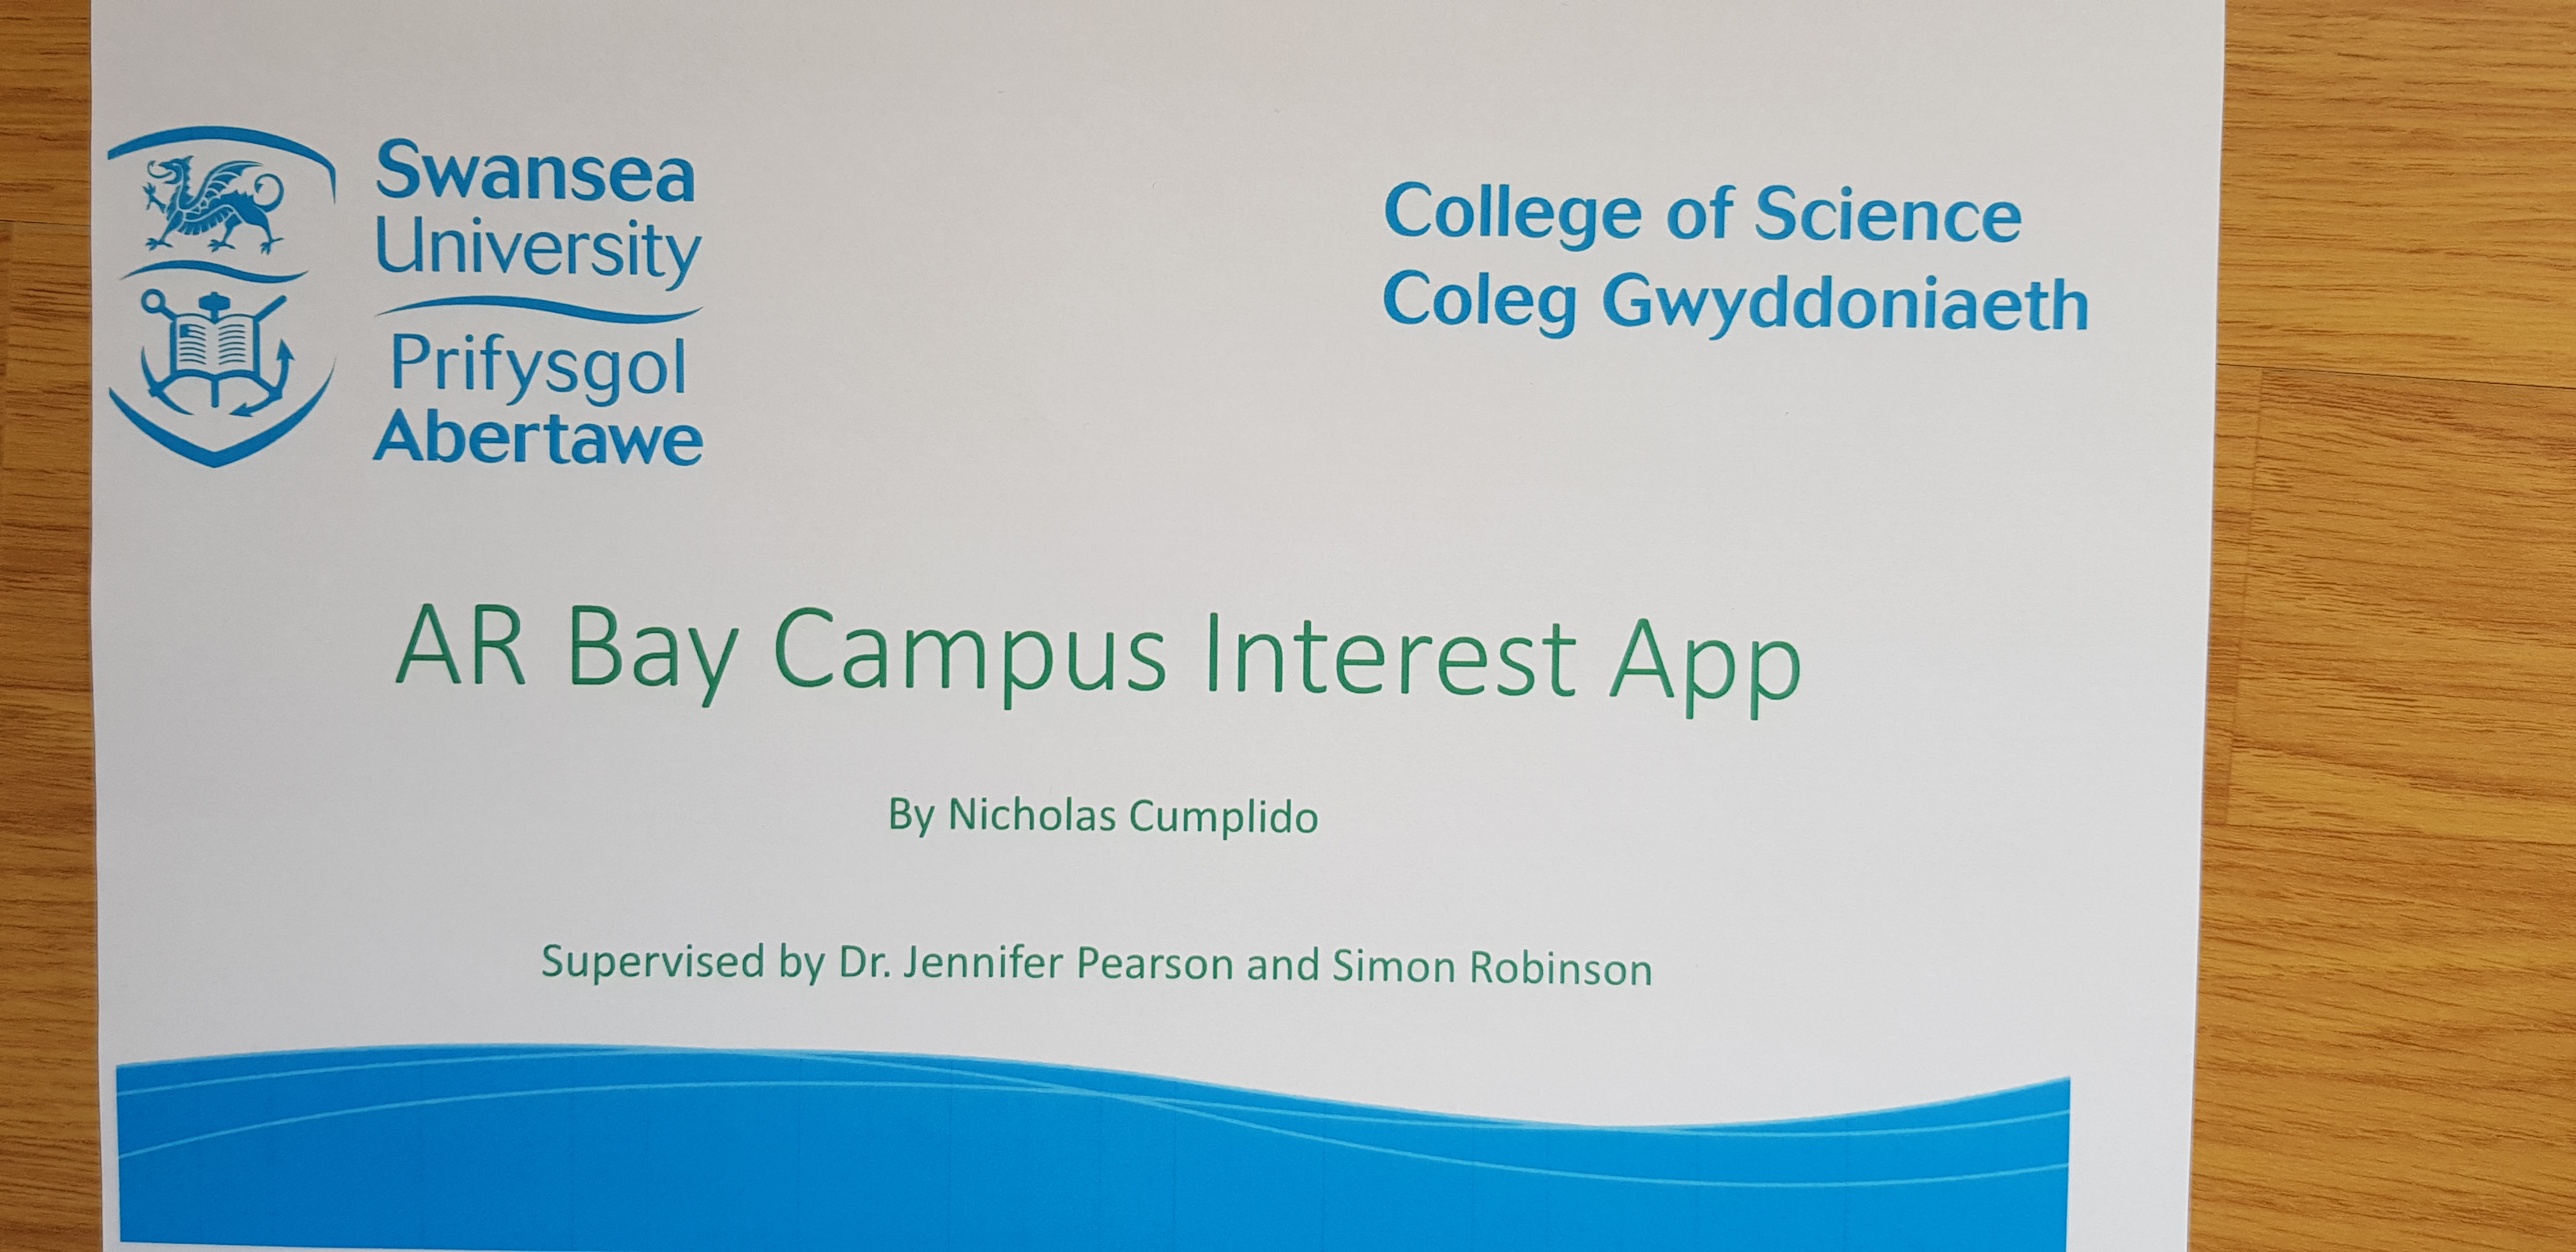 Swansea
University
Prifysgol
Abertawe
College of Science
Coleg Gwyddoniaeth
AR Bay Campus Interest App
By Nicholas Cumplido
Supervised by Dr. Jennifer Pearson and Simon Robinson